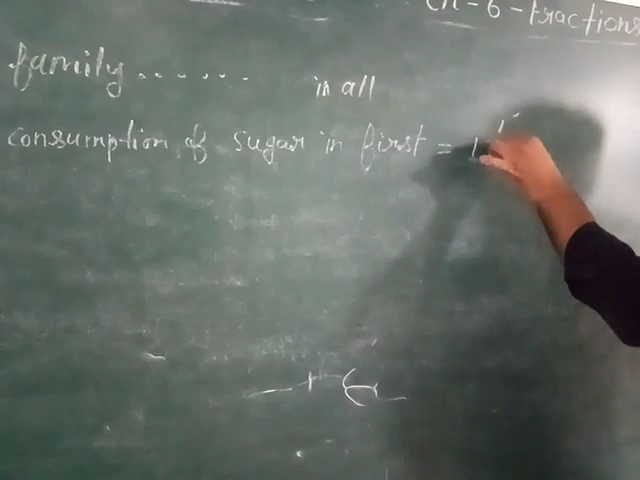 Ch - 6 - fractions
family.......
in all
consumption of sugar in first = 1